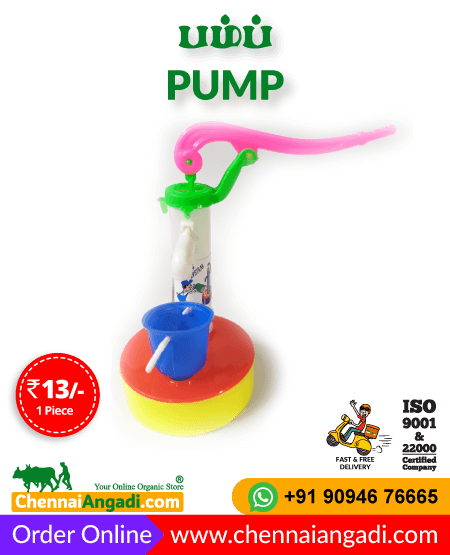 பம்ப்
PUMP
₹13/-
1 Piece
FAST & FREE
DELIVERY
ISO
9001
&
22000
Certified
Company
Your Online Organic Store
®
ChennaiAngadi.com
+91 90946 76665
Order Online
www.chennaiangadi.com